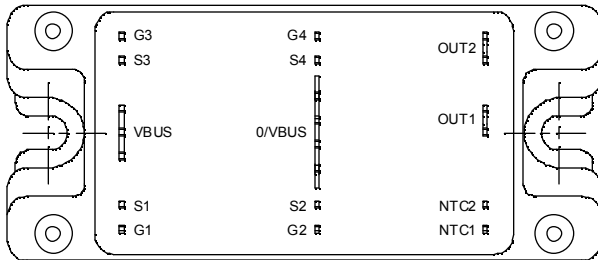 G3 G4
OUT2
S3 S4
VBUS 0/VBUS OUT1
S1 S2 NTC2
G1 G2 NTC1